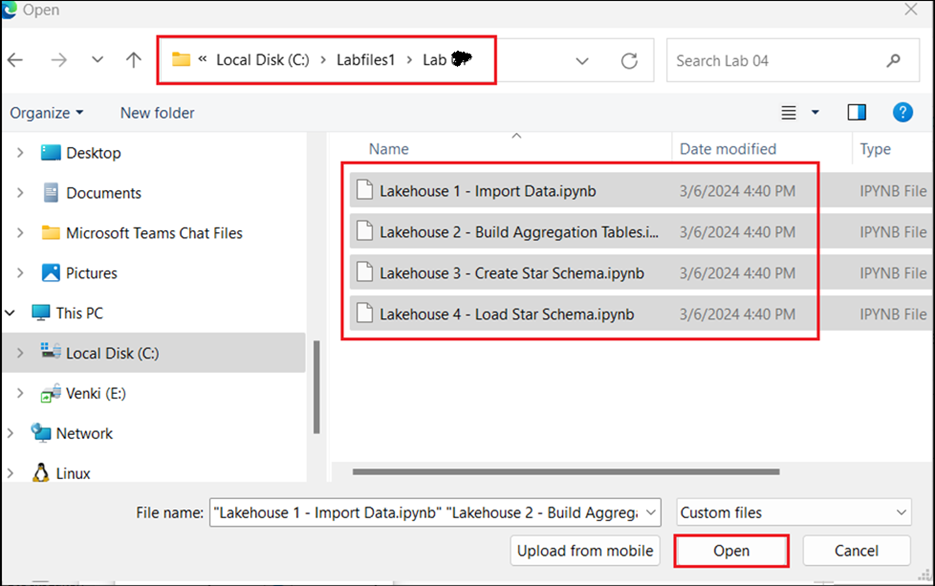 Open
« Local Disk (C:) › Labfiles1 › Lab
Search Lab 04
Organize
New folder
?
Name
Date modified
Type
Desktop
Documents
Microsoft Teams Chat Files
Pictures
This PC
Local Disk (C:)
Venki (E:)
Network
Linux
Lakehouse 1 - Import Data.ipynb 3/6/2024 4:40 PM IPYNB File
Lakehouse 2 - Build Aggregation Tables.i... 3/6/2024 4:40 PM IPYNB File
Lakehouse 3 - Create Star Schema.ipynb 3/6/2024 4:40 PM IPYNB File
Lakehouse 4 - Load Star Schema.ipynb 3/6/2024 4:40 PM IPYNB File
File name: "Lakehouse 1 - Import Data.ipynb" "Lakehouse 2 - Build Aggrega
Custom files
Upload from mobile
Open
Cancel